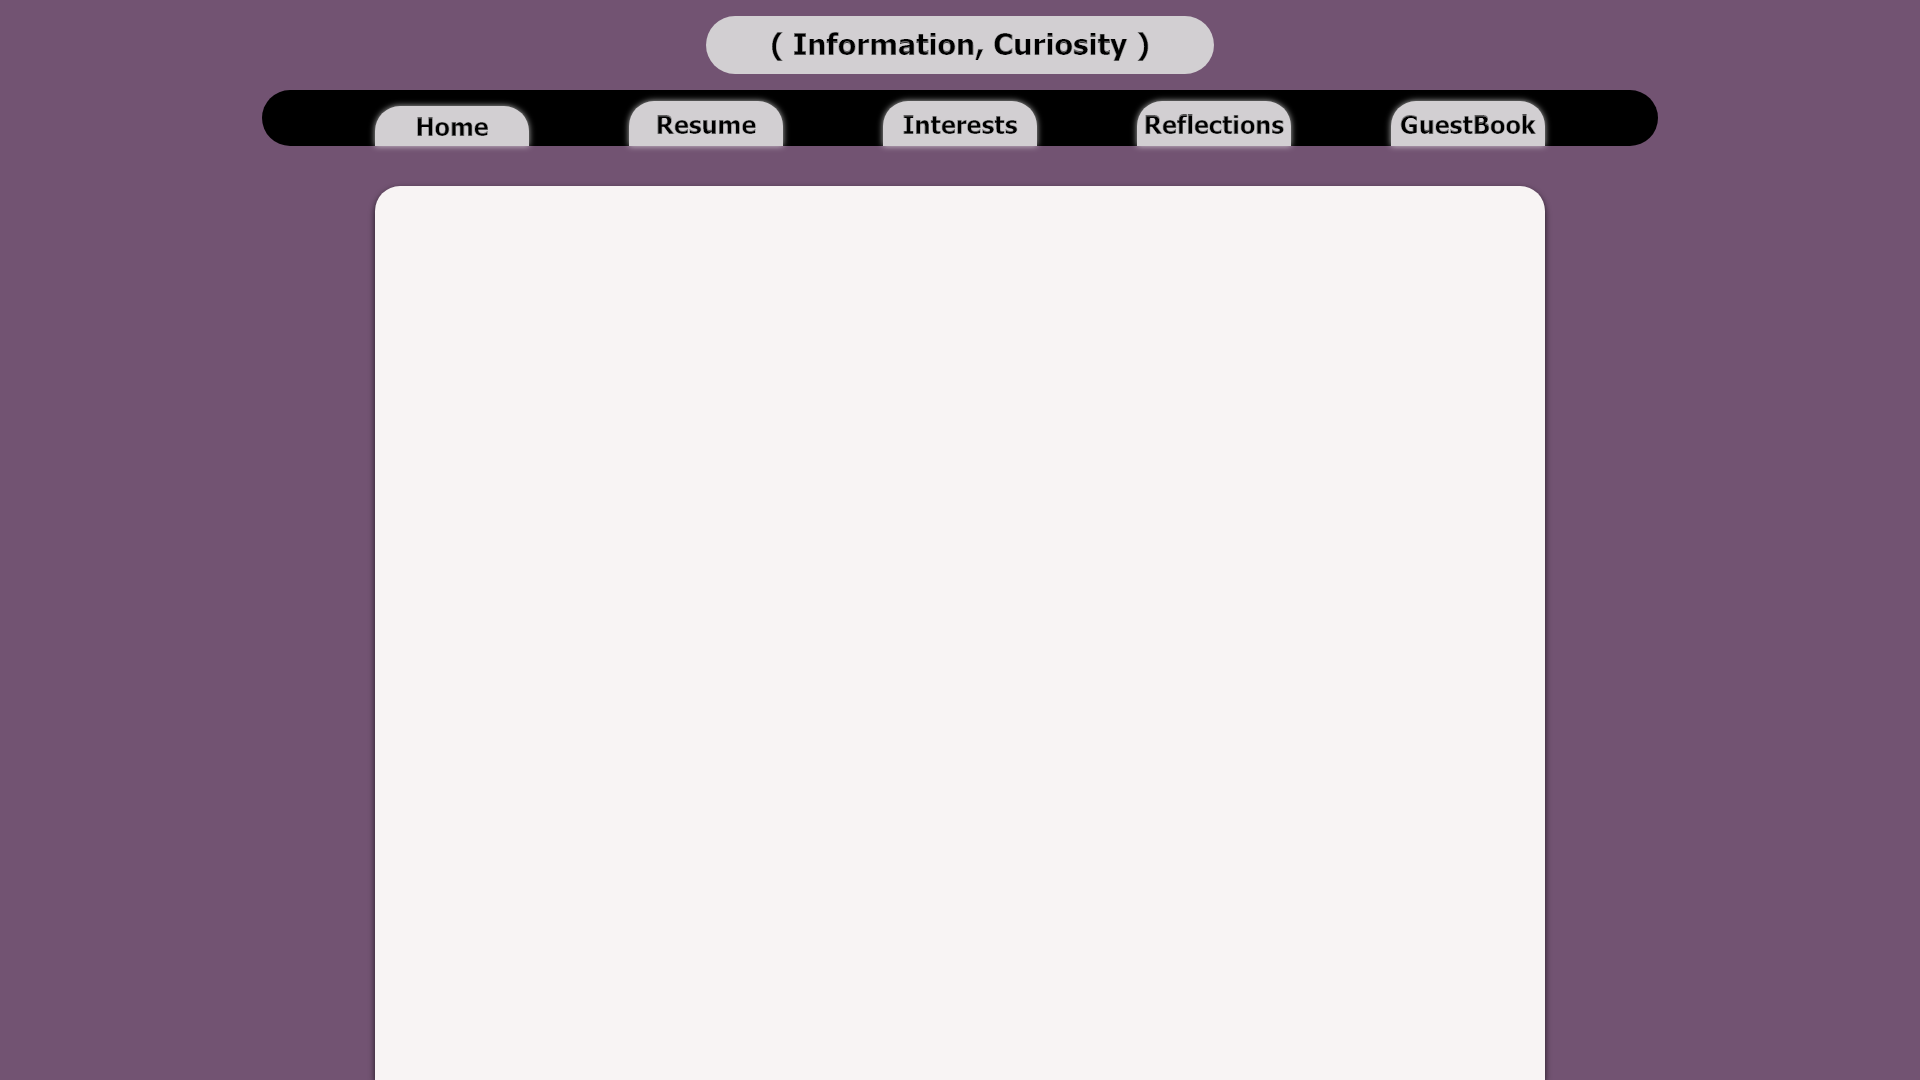 ( Information, Curiosity )
Home Resume Interests Reflections GuestBook